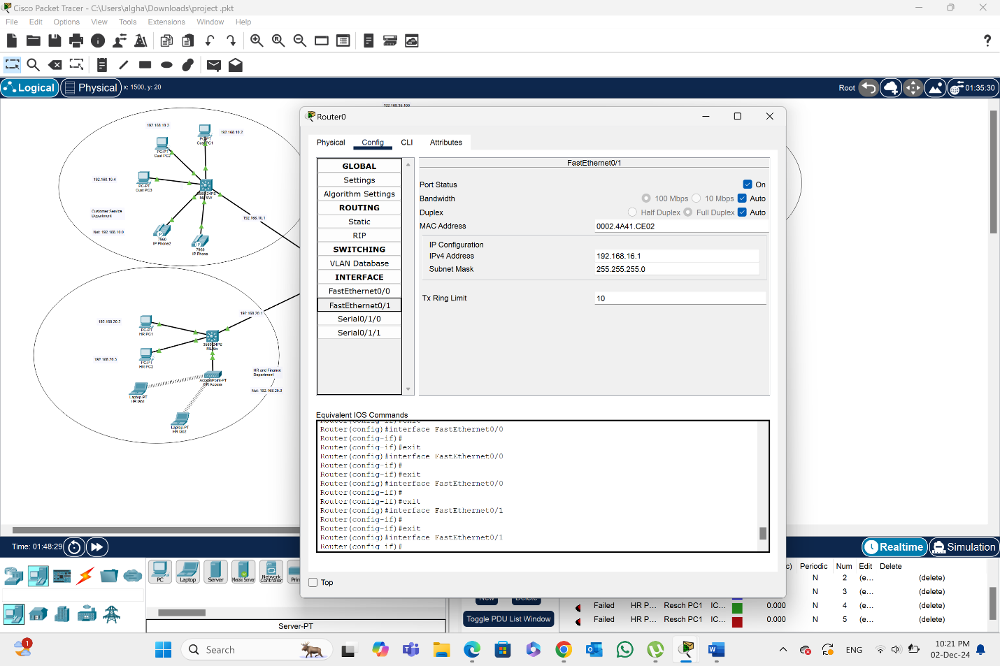 Cisco Packet Tracer - C:\Users\algha\Downloads\project .pkt
File Edit Options View Tools Extensions Window Help
Logical Physical x: 1500, y: 20
Root 01:35:30
192.168.35.100
192.168.10.3
192.168.10.2
PC-PT
Cust PC1
PC-PT
Cust PC2
192.168.10.4
PC-PT
Cust PC3
3560-24PS
ML SW
Customer Service
Department
Net: 192.168.10.0
192.168.10.1
7960
IP Phone2
7960
IP Phone
192.168.20.1
192.168.20.2
PC-PT
HR PC1
3560-24PS
ML Sw
192.168.20.3
PC-PT
HR PC2
HR and Finance
Department
AccessPoint-PT
HR Access
Net: 192.168.20.0
Laptop-PT
HR lab1
Laptop-PT
HR lab2
Router0
Physical Config CLI Attributes
GLOBAL
Settings
Algorithm Settings
ROUTING
Static
RIP
SWITCHING
VLAN Database
INTERFACE
FastEthernet0/0
FastEthernet0/1
Serial0/1/0
Serial0/1/1
FastEthernet0/1
Port Status On
Bandwidth 100 Mbps 10 Mbps Auto
Duplex Half Duplex Full Duplex Auto
MAC Address 0002.4A41.CE02
IP Configuration
IPv4 Address 192.168.16.1
Subnet Mask 255.255.255.0
Tx Ring Limit 10
Equivalent IOS Commands
Router(config-if)#exit
Router(config)#interface FastEthernet0/0
Router(config-if)#
Router(config-if)#exit
Router(config)#interface FastEthernet0/0
Router(config-if)#
Router(config-if)#exit
Router(config)#interface FastEthernet0/0
Router(config-if)#
Router(config-if)#exit
Router(config)#interface FastEthernet0/1
Router(config-if)#
Router(config-if)#exit
Router(config)#interface FastEthernet0/1
Router(config-if)#
Top
Time: 01:48:29
Realtime Simulation
PC Laptop Server Meraki Server Network Controller Prin
Server-PT
New Delete
Toggle PDU List Window
c) Periodic Num Edit Delete
N 2 (e... (delete)
N 3 (e... (delete)
Failed HR P... Resch PC1 IC... 0.000 N 4 (e... (delete)
Failed HR P... Resch PC1 IC... 0.000 N 5 (e... (delete)
1
Search
ENG
10:21 PM
02-Dec-24